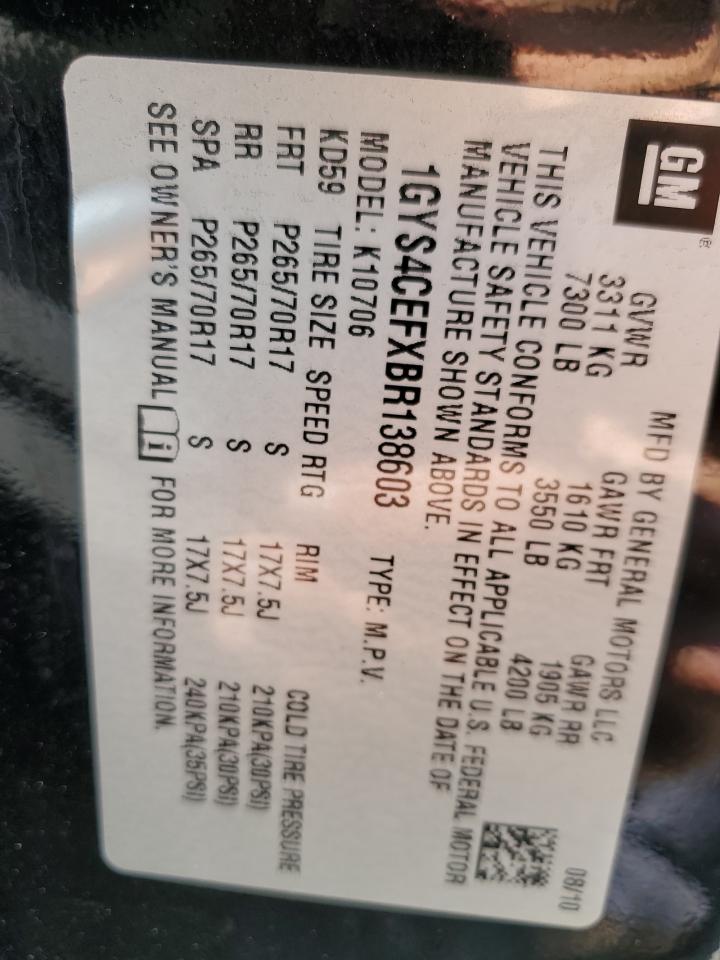 GM
MFD BY GENERAL MOTORS LLC 08/10
GVWR GAWR FRT GAWR RR
3311 KG 1610 KG 1905 KG
7300 LB 3550 LB 4200 LB
THIS VEHICLE CONFORMS TO ALL APPLICABLE U.S. FEDERAL MOTOR
VEHICLE SAFETY STANDARDS IN EFFECT ON THE DATE OF
MANUFACTURE SHOWN ABOVE.
1GYS4CEFXBR138603 TYPE: M.P.V.
MODEL: K10706
KD59 TIRE SIZE SPEED RTG RIM COLD TIRE PRESSURE
FRT P265/70R17 S 17X7.5J 210KPA(30PSI)
RR P265/70R17 S 17X7.5J 210KPA(30PSI)
SPA P265/70R17 S 17X7.5J 240KPA(35PSI)
SEE OWNER'S MANUAL i FOR MORE INFORMATION.